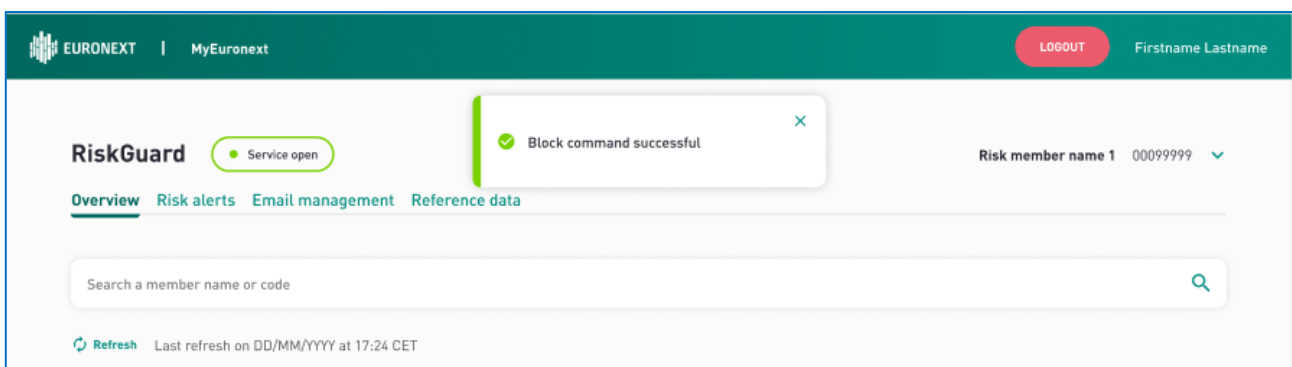 EURONEXT | MyEuronext LOGOUT Firstname Lastname
Block command successful
RiskGuard Service open Risk member name 1 00099999
Overview Risk alerts Email management Reference data
Search a member name or code
Refresh Last refresh on DD/MM/YYYY at 17:24 CET